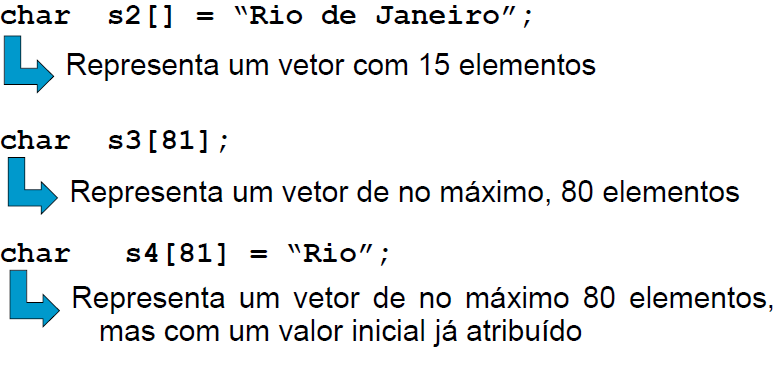 char s2[] = “Rio de Janeiro”;
Representa um vetor com 15 elementos
char s3[81];
Representa um vetor de no máximo, 80 elementos
char s4[81] = “Rio”;
Representa um vetor de no máximo 80 elementos,
mas com um valor inicial já atribuído